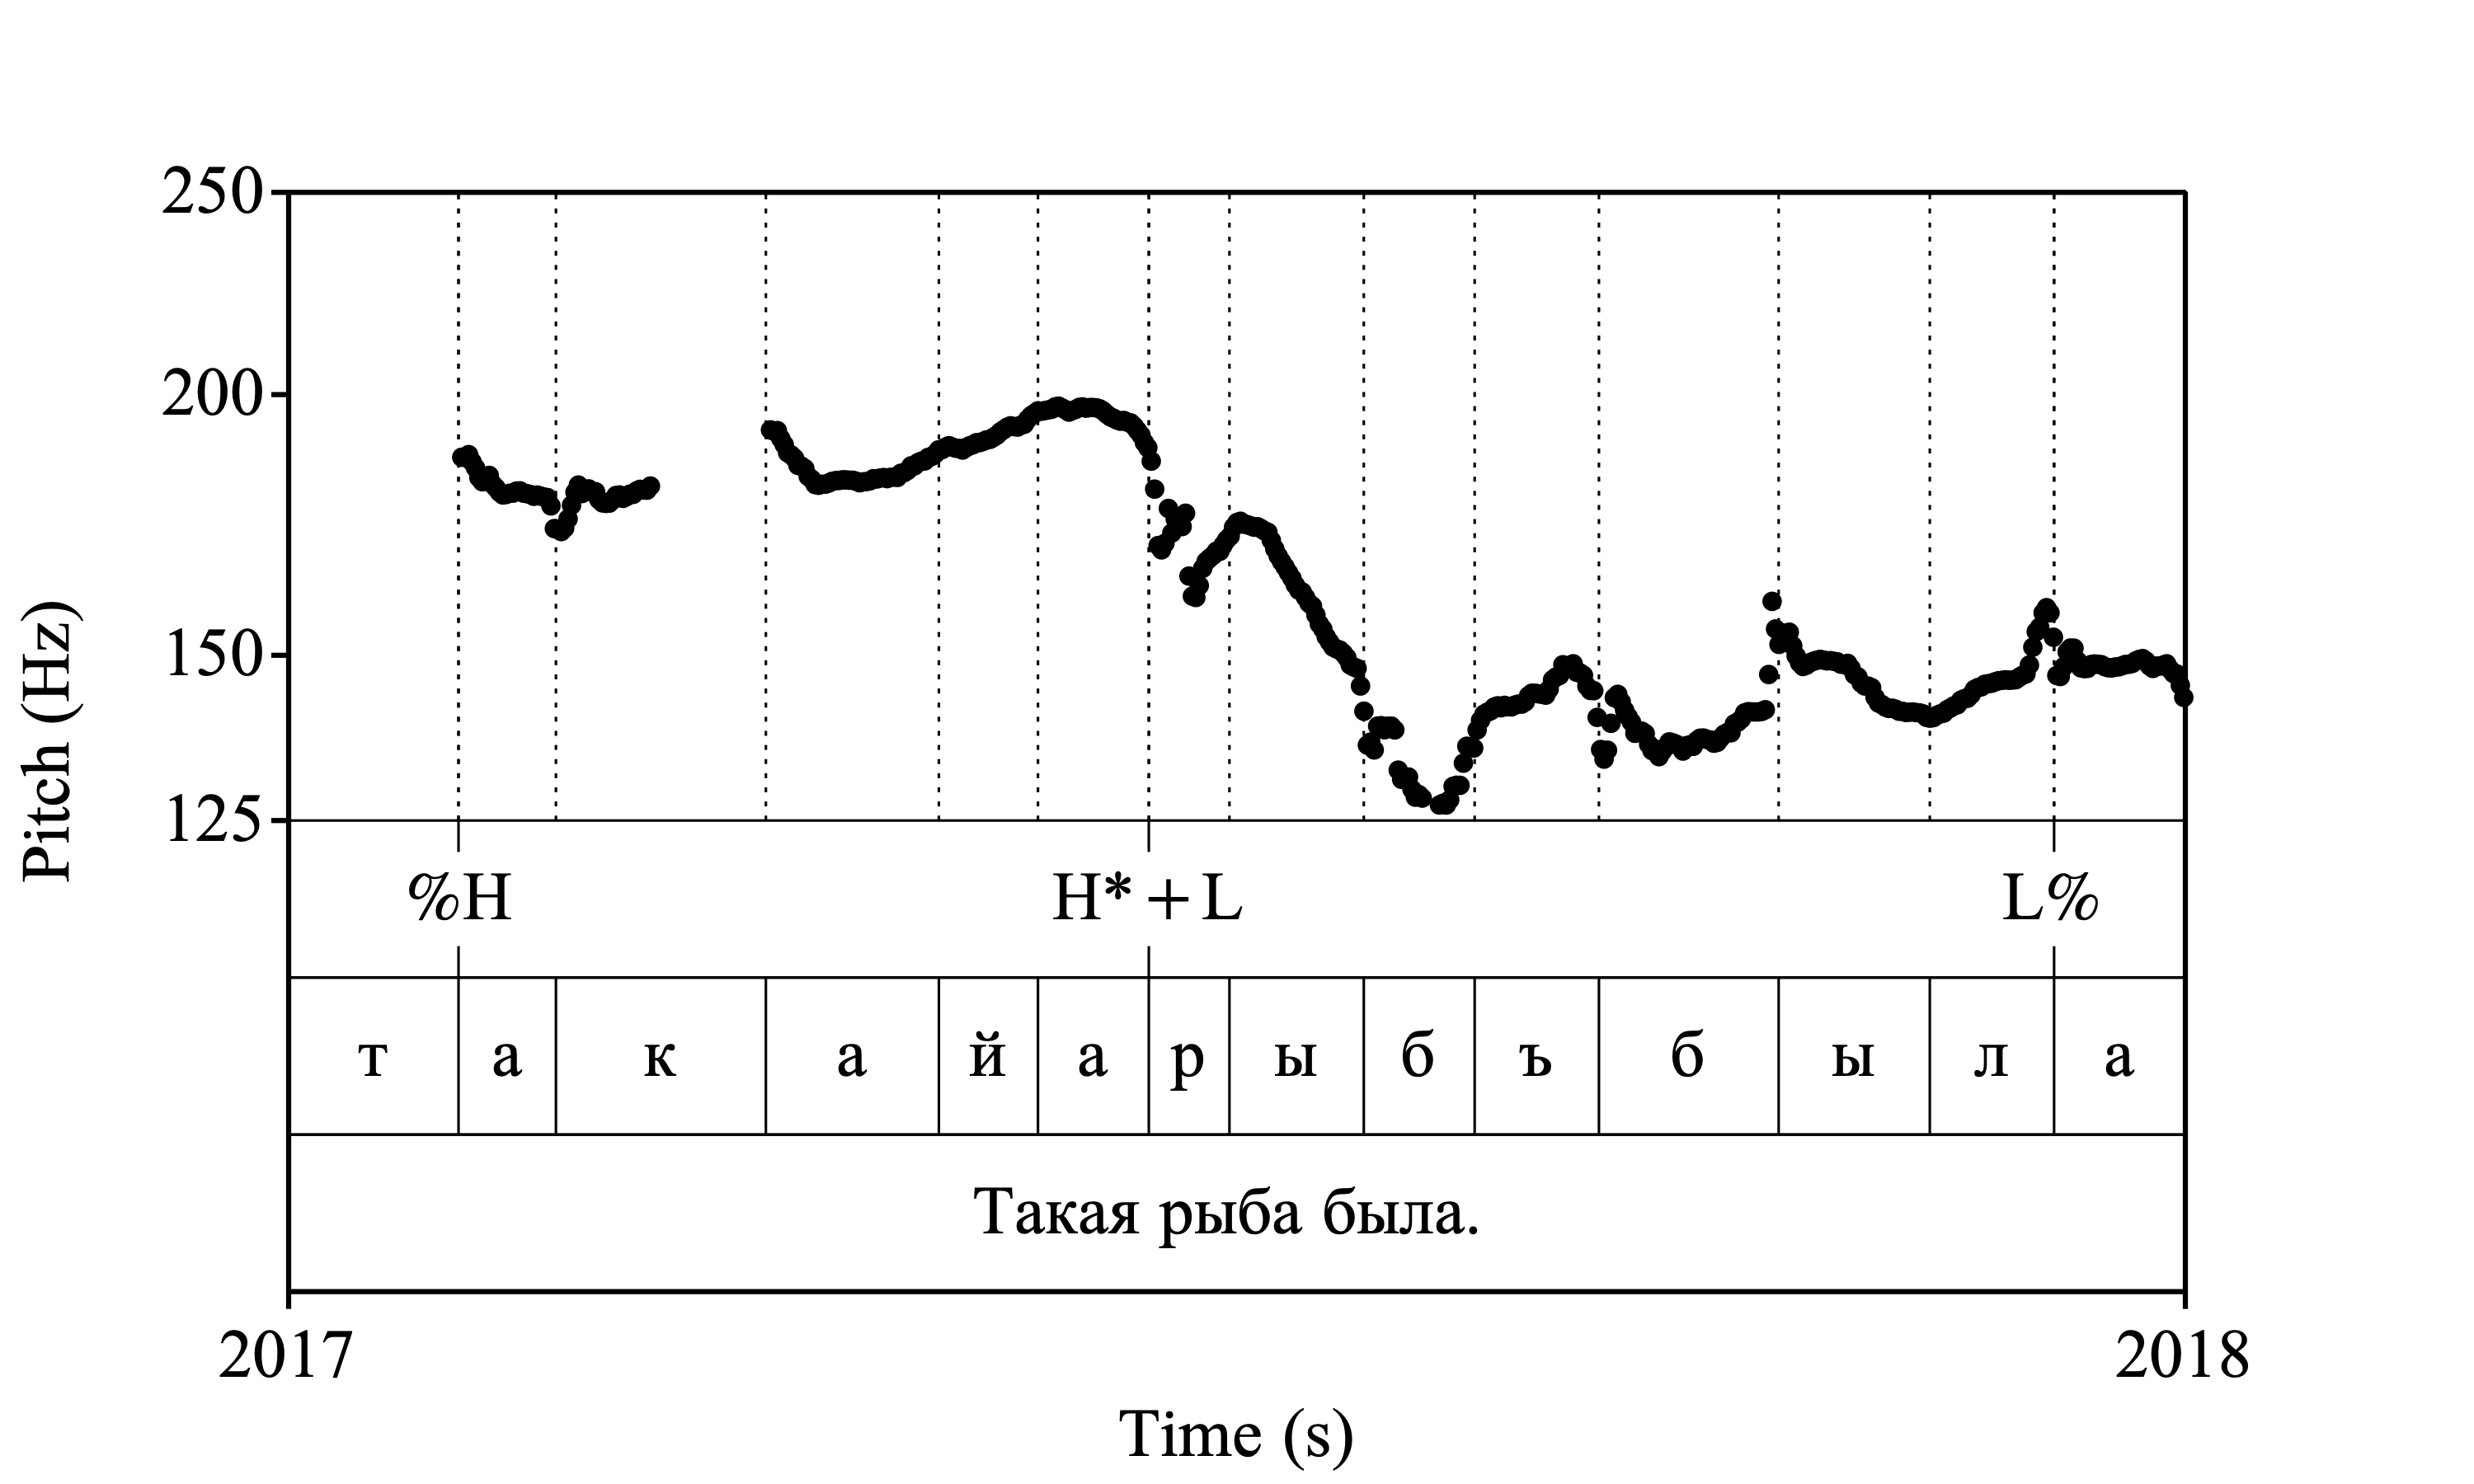 250
200
150
125
Pitch (Hz)
%H H*+L L%
т а к а й а р ы б ъ б ы л а
Такая рыба была.
2017 2018
Time (s)